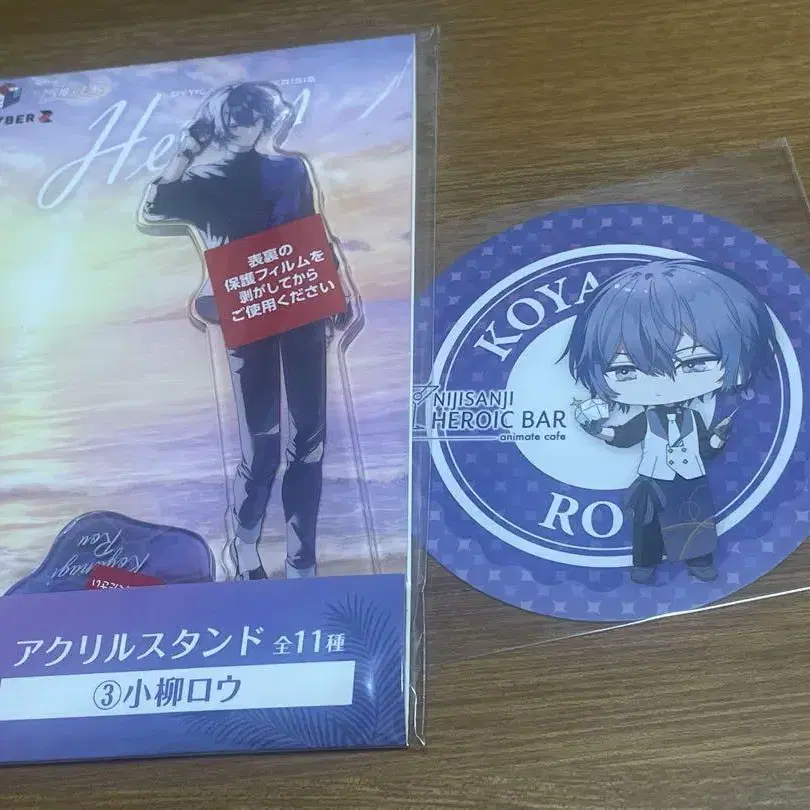 He
表裏の
保護フィルムを
剥がしてから
ご使用ください
Koyanagi
Rou
アクリルスタンド 全11種
③小柳ロウ
KOYA
NIJISANJI
HEROIC BAR
animate cafe
RO